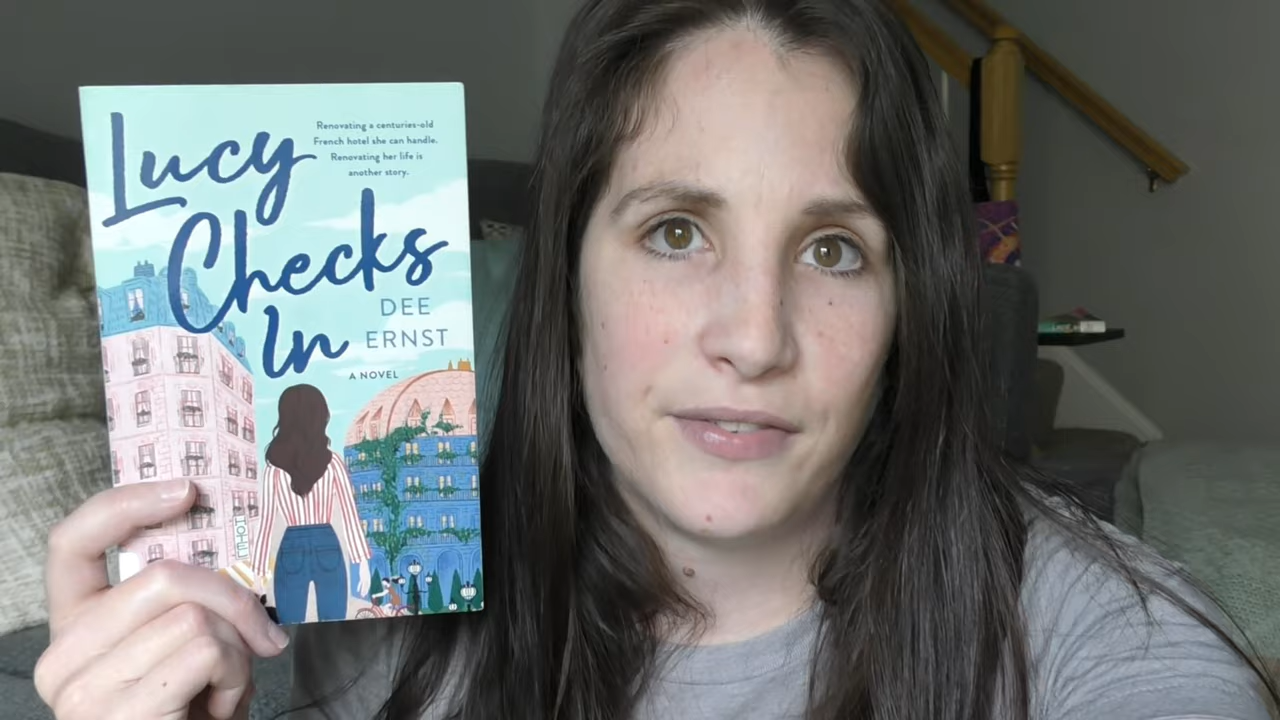 Lucy
Checks
In
Renovating a centuries-old
French hotel she can handle.
Renovating her life is
another story.
DEE
ERNST
A NOVEL
HOTEL